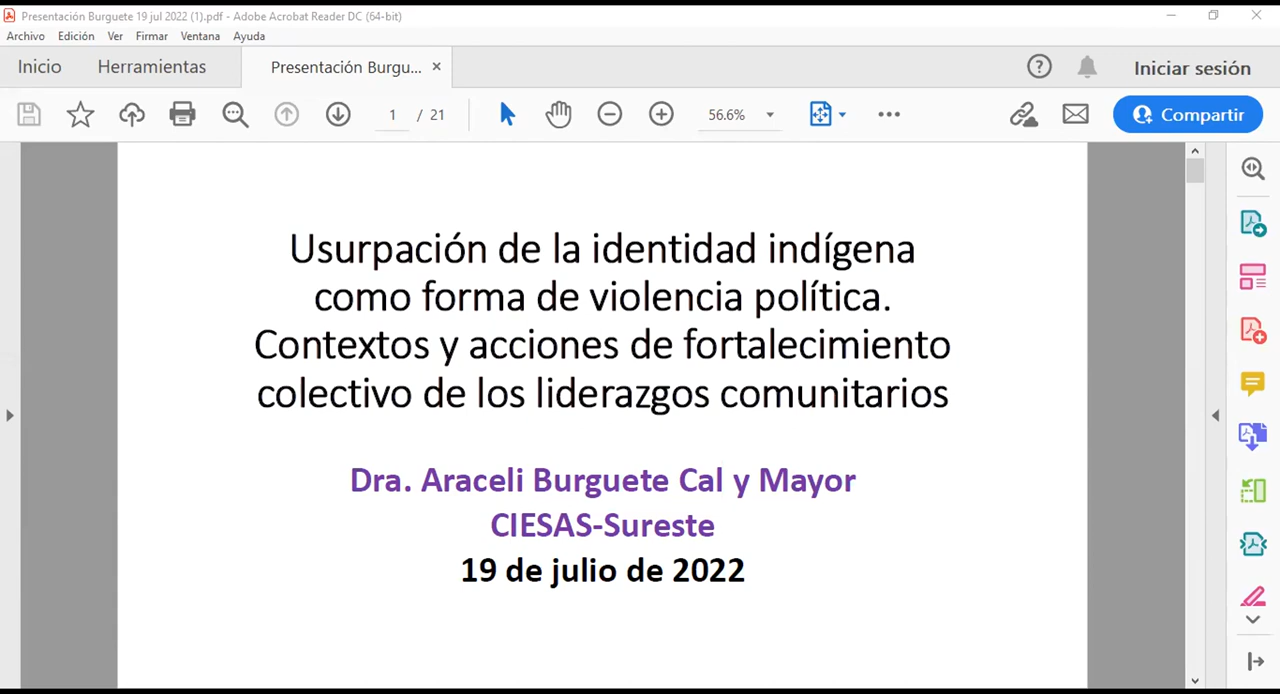 Presentación Burguete 19 jul 2022 (1).pdf - Adobe Acrobat Reader DC (64-bit)
Archivo Edición Ver Firmar Ventana Ayuda
Inicio Herramientas Presentación Burgu... × Iniciar sesión
1 / 21 56.6% Compartir
Usurpación de la identidad indígena
como forma de violencia política.
Contextos y acciones de fortalecimiento
colectivo de los liderazgos comunitarios
Dra. Araceli Burguete Cal y Mayor
CIESAS-Sureste
19 de julio de 2022